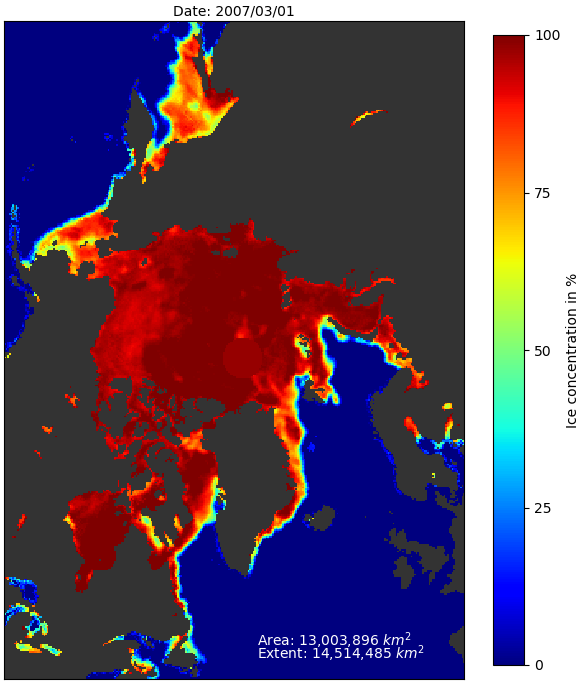 Date: 2007/03/01
100
75
50
25
0
Ice concentration in %
Area: 13,003,896 km²
Extent: 14,514,485 km²